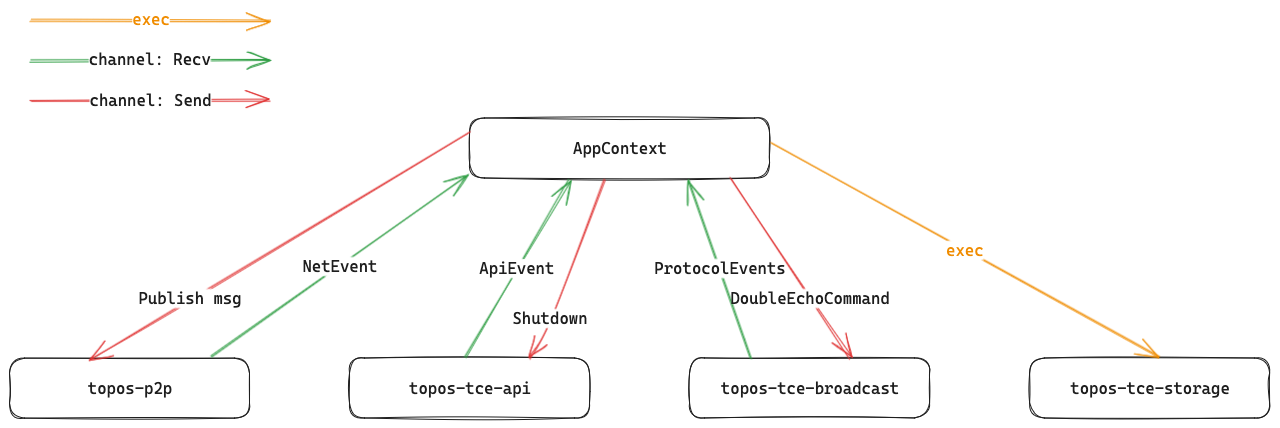 exec
channel: Recv
channel: Send
AppContext
exec
NetEvent
ApiEvent
ProtocolEvents
Publish msg
DoubleEchoCommand
Shutdown
topos-p2p
topos-tce-api
topos-tce-broadcast
topos-tce-storage